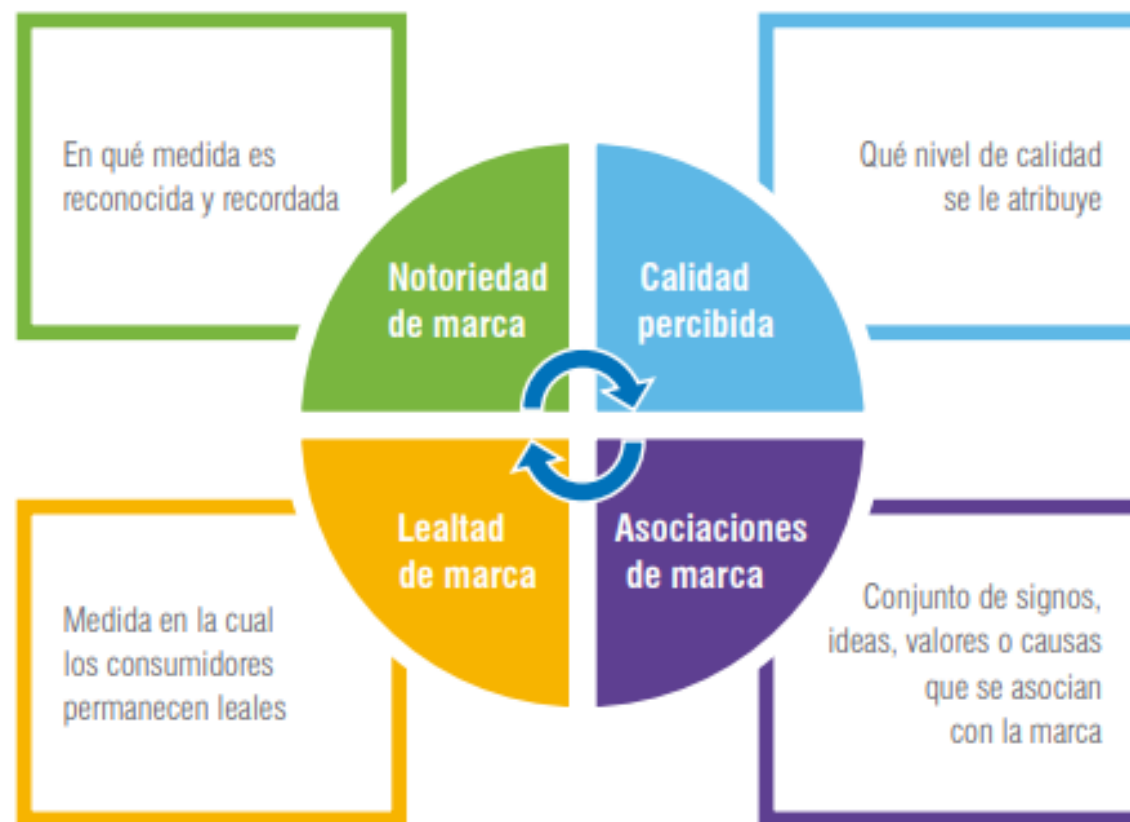 En qué medida es
reconocida y recordada
Qué nivel de calidad
se le atribuye
Notoriedad
de marca
Calidad
percibida
Lealtad
de marca
Asociaciones
de marca
Medida en la cual
los consumidores
permanecen leales
Conjunto de signos,
ideas, valores o causas
que se asocian
con la marca